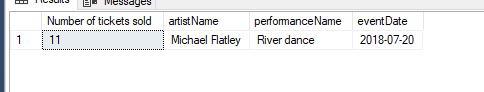 Results Messages
Number of tickets sold artistName performanceName eventDate
1 11 Michael Flatley River dance 2018-07-20